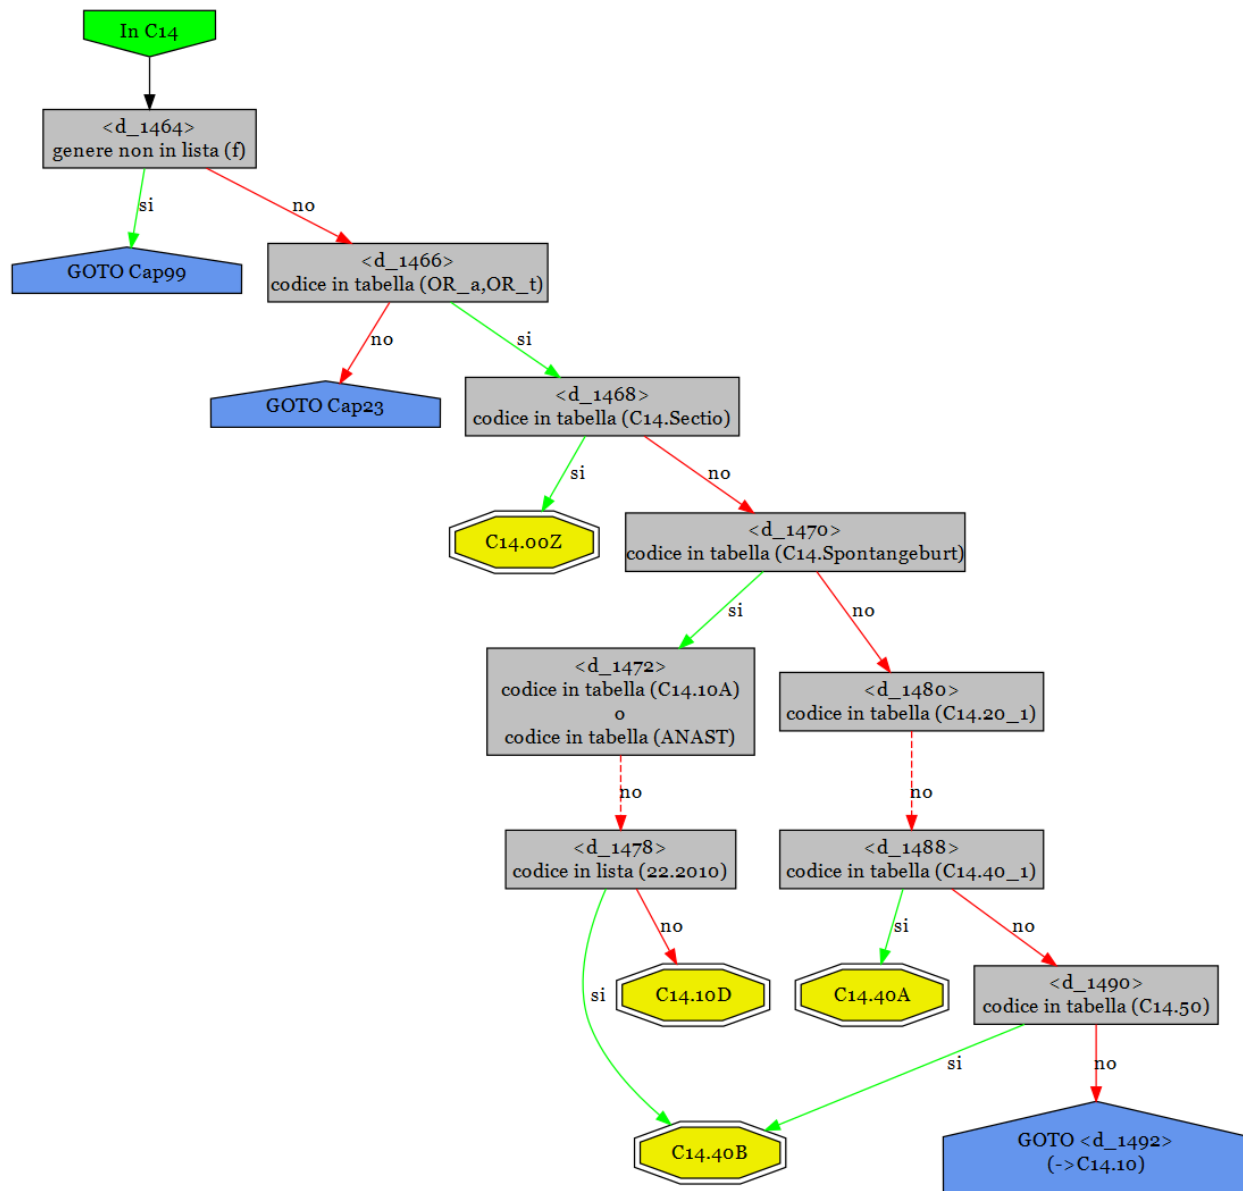 In C14
<d_1464>
genere non in lista (f)
si
no
GOTO Cap99
<d_1466>
codice in tabella (OR_a,OR_t)
no
si
GOTO Cap23
<d_1468>
codice in tabella (C14.Sectio)
si
no
C14.00Z
<d_1470>
codice in tabella (C14.Spontangeburt)
si
no
<d_1472>
codice in tabella (C14.10A)
o
codice in tabella (ANAST)
<d_1480>
codice in tabella (C14.20_1)
no
no
<d_1478>
codice in lista (22.2010)
<d_1488>
codice in tabella (C14.40_1)
si
no
si
no
C14.10D
C14.40A
<d_1490>
codice in tabella (C14.50)
si
no
C14.40B
GOTO <d_1492>
(->C14.10)